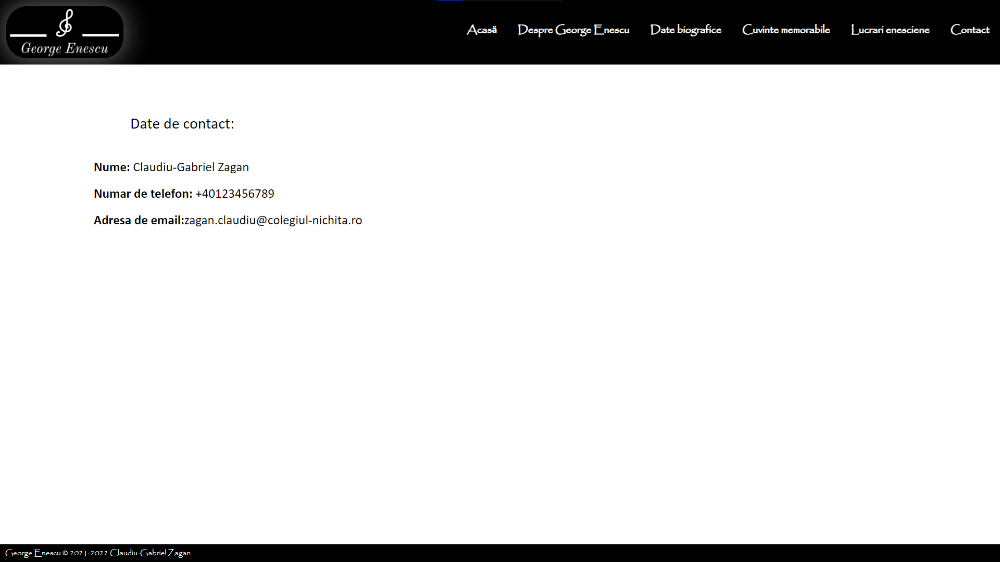 George Enescu
Acasă Despre George Enescu Date biografice Cuvinte memorabile Lucrari enesciene Contact
Date de contact:
Nume: Claudiu-Gabriel Zagan
Numar de telefon: +40123456789
Adresa de email:zagan.claudiu@colegiul-nichita.ro
George Enescu © 2021-2022 Claudiu-Gabriel Zagan